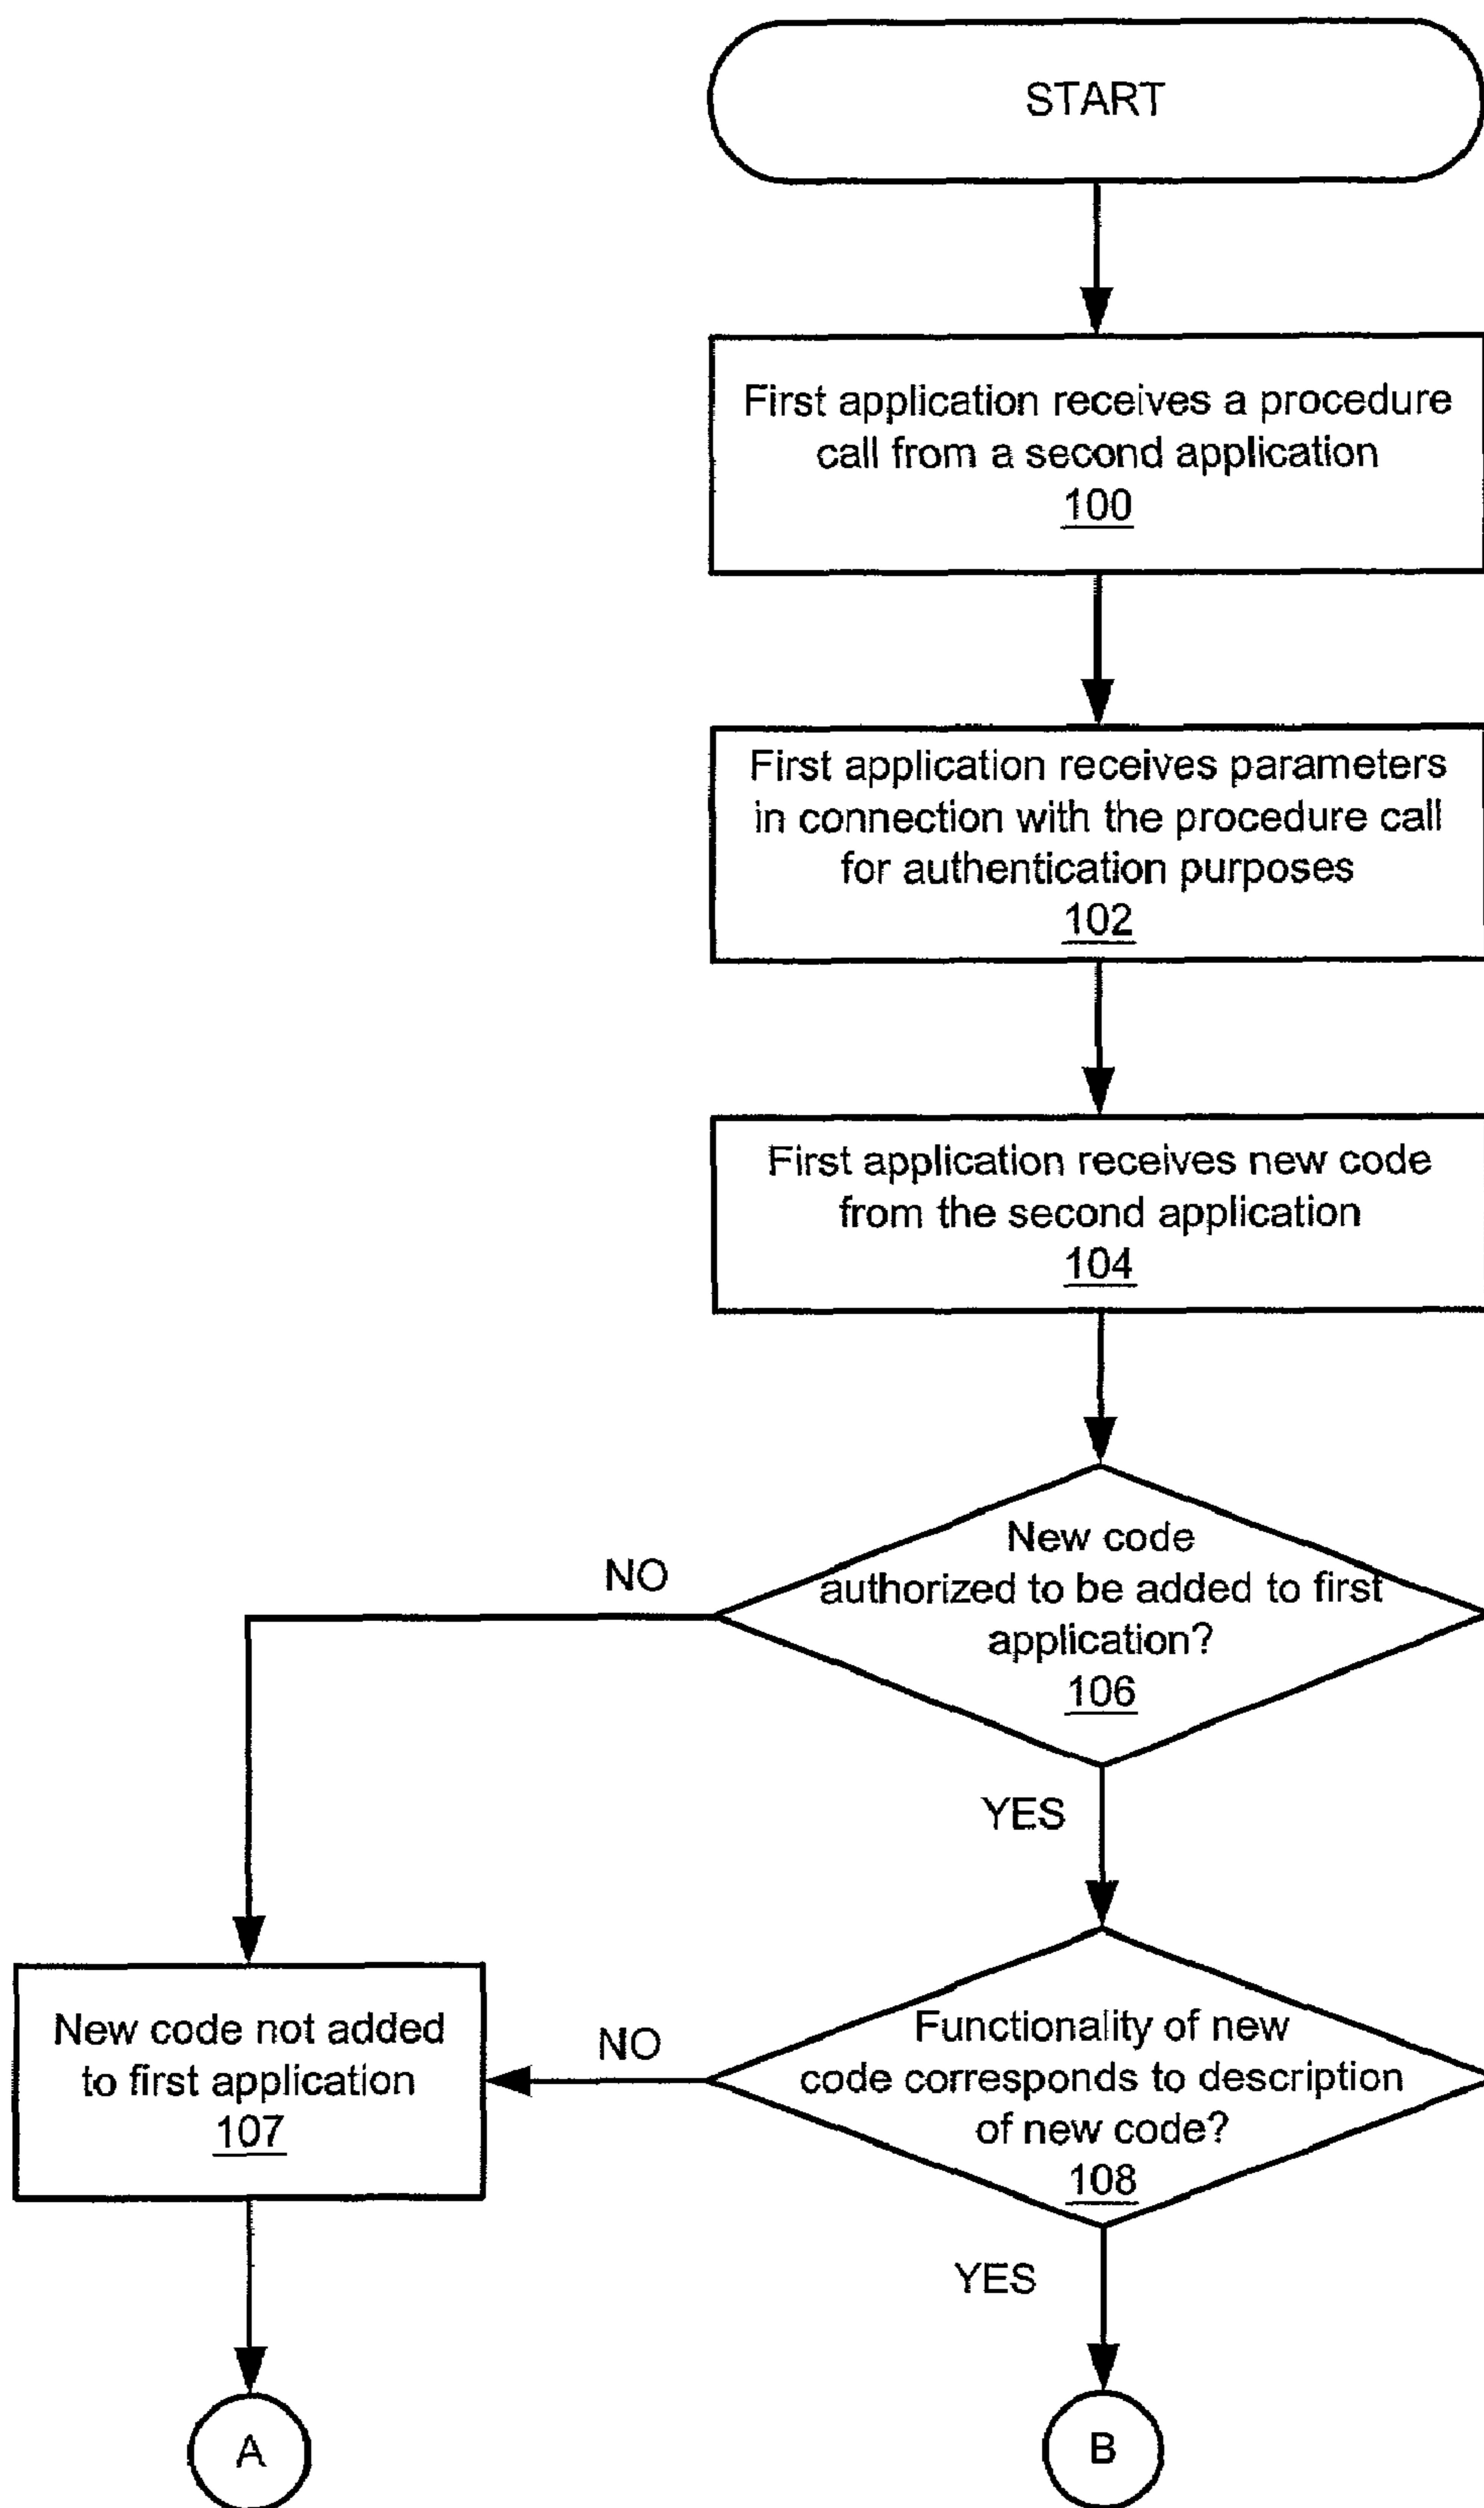 START
First application receives a procedure
call from a second application
100
First application receives parameters
in connection with the procedure call
for authentication purposes
102
First application receives new code
from the second application
104
New code
authorized to be added to first
application?
106
NO
YES
New code not added
to first application
107
NO
Functionality of new
code corresponds to description
of new code?
108
YES
A
B